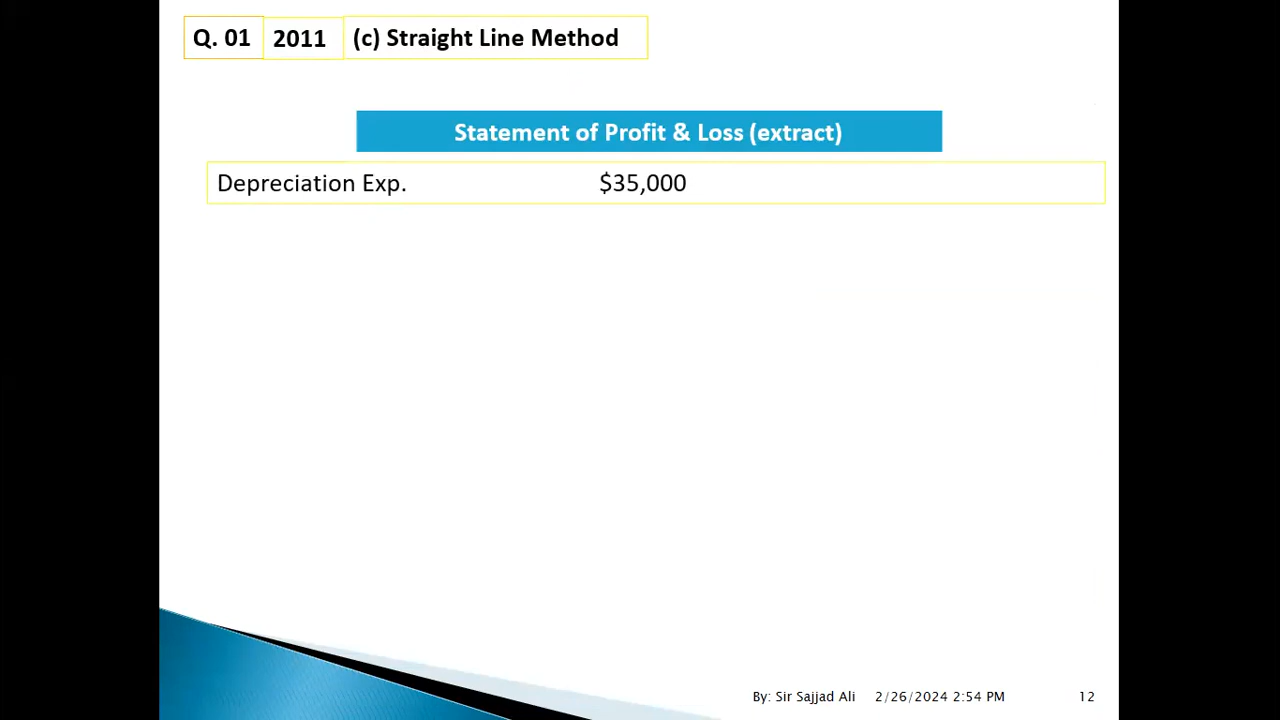 Q. 01 2011 (c) Straight Line Method
Statement of Profit & Loss (extract)
Depreciation Exp. $35,000
By: Sir Sajjad Ali 2/26/2024 2:54 PM 12